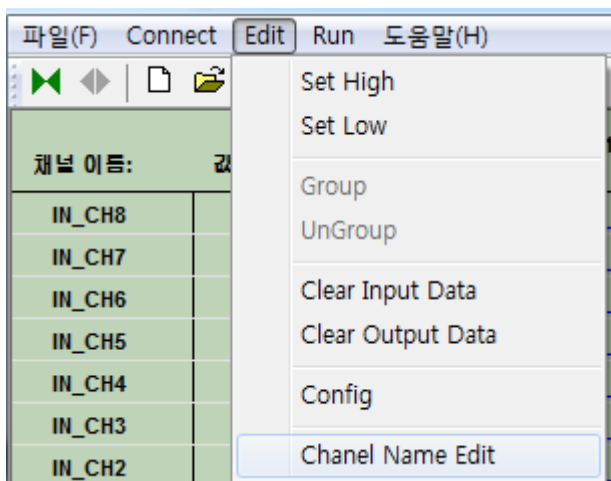 파일(F) Connect Edit Run 도움말(H)
Set High
Set Low
채널 이름:
Group
IN_CH8
UnGroup
IN_CH7
IN_CH6
Clear Input Data
IN_CH5
Clear Output Data
IN_CH4
Config
IN_CH3
IN_CH2
Chanel Name Edit